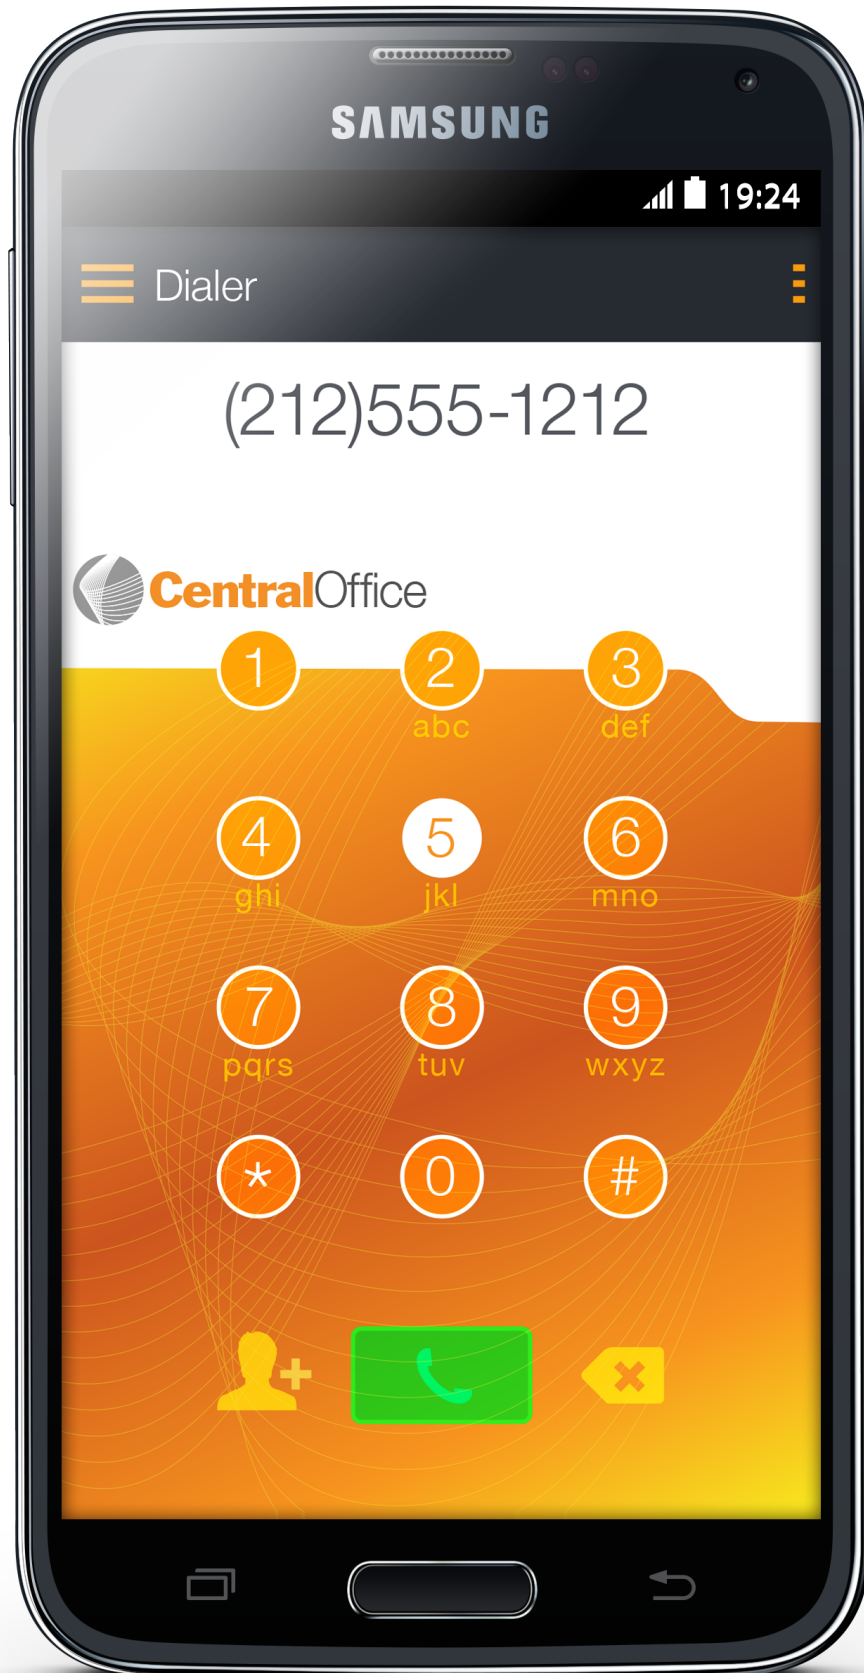 SAMSUNG
19:24
Dialer
(212)555-1212
CentralOffice
1 2 3
abc def
4 5 6
ghi jkl mno
7 8 9
pqrs tuv wxyz
* 0 #